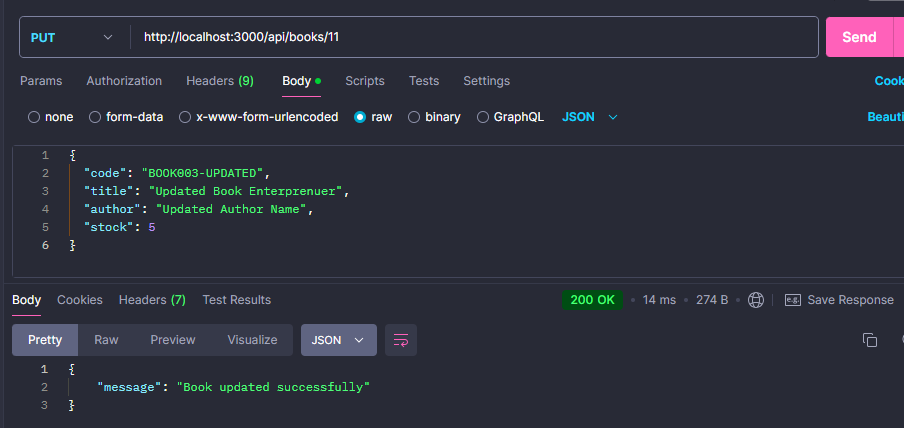 PUT http://localhost:3000/api/books/11 Send
Params Authorization Headers (9) Body Scripts Tests Settings
none form-data x-www-form-urlencoded raw binary GraphQL JSON
1 {
2 "code": "BOOK003-UPDATED",
3 "title": "Updated Book Enterprenuer",
4 "author": "Updated Author Name",
5 "stock": 5
6 }
Body Cookies Headers (7) Test Results 200 OK 14 ms 274 B e.g. Save Response
Pretty Raw Preview Visualize JSON
1 {
2 "message": "Book updated successfully"
3 }